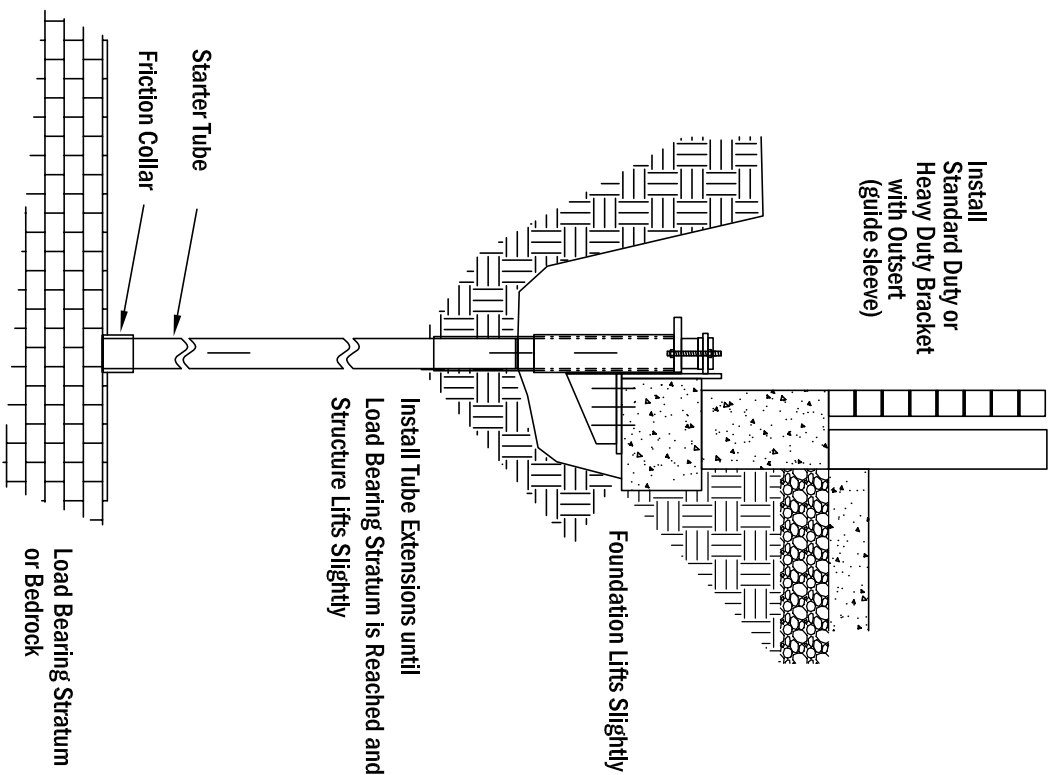 Install
Standard Duty or
Heavy Duty Bracket
with Outsert
(guide sleeve)
Foundation Lifts Slightly
Install Tube Extensions until
Load Bearing Stratum is Reached and
Structure Lifts Slightly
Starter Tube
Friction Collar
Load Bearing Stratum
or Bedrock